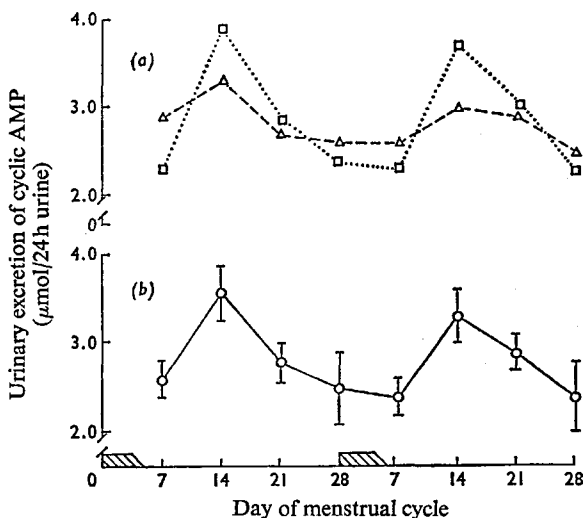 Urinary excretion of cyclic AMP
(μmol/24h urine)
4.0
(a)
3.0
2.0
0
4.0
(b)
3.0
2.0
0 7 14 21 28 7 14 21 28
Day of menstrual cycle